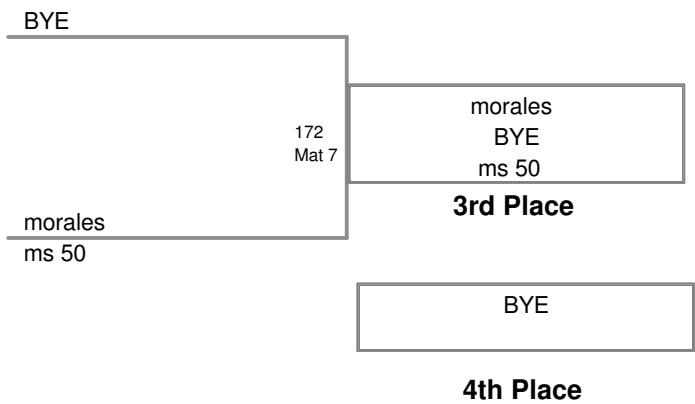 BYE
172
Mat 7
morales
BYE
ms 50
3rd Place
morales
ms 50
BYE
4th Place